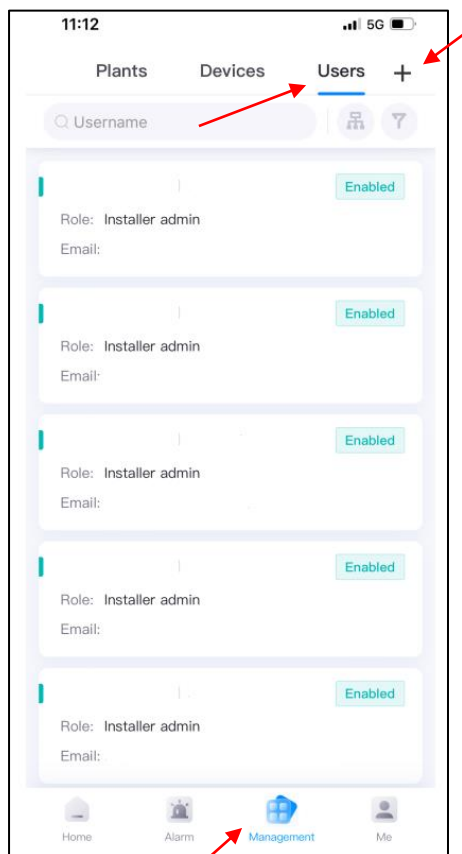 11:12 5G
Plants Devices Users +
Username
Enabled
Role: Installer admin
Email:
Enabled
Role: Installer admin
Email:
Enabled
Role: Installer admin
Email:
Enabled
Role: Installer admin
Email:
Enabled
Role: Installer admin
Email:
Home Alarm Management Me